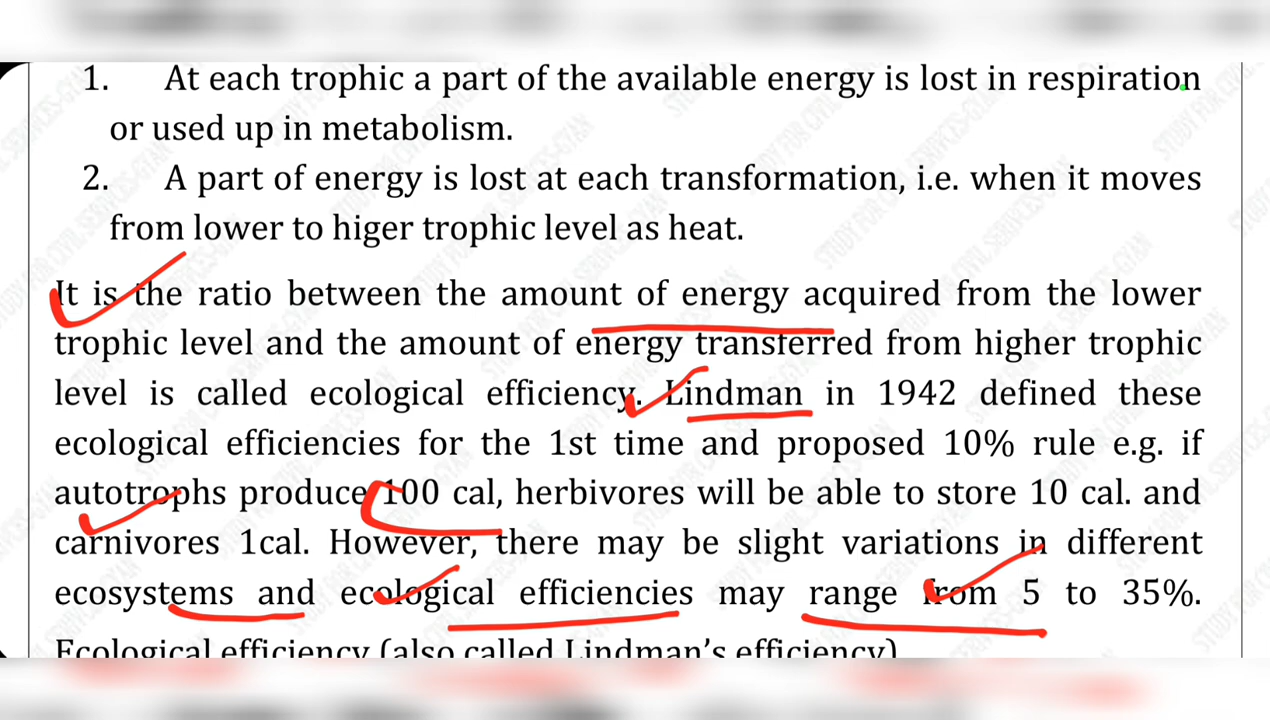 1. At each trophic a part of the available energy is lost in respiration
or used up in metabolism.
2. A part of energy is lost at each transformation, i.e. when it moves
from lower to higer trophic level as heat.
It is the ratio between the amount of energy acquired from the lower
trophic level and the amount of energy transferred from higher trophic
level is called ecological efficiency. Lindman in 1942 defined these
ecological efficiencies for the 1st time and proposed 10% rule e.g. if
autotrophs produce 100 cal, herbivores will be able to store 10 cal. and
carnivores 1cal. However, there may be slight variations in different
ecosystems and ecological efficiencies may range from 5 to 35%.
Ecological efficiency (also called Lindman's efficiency)